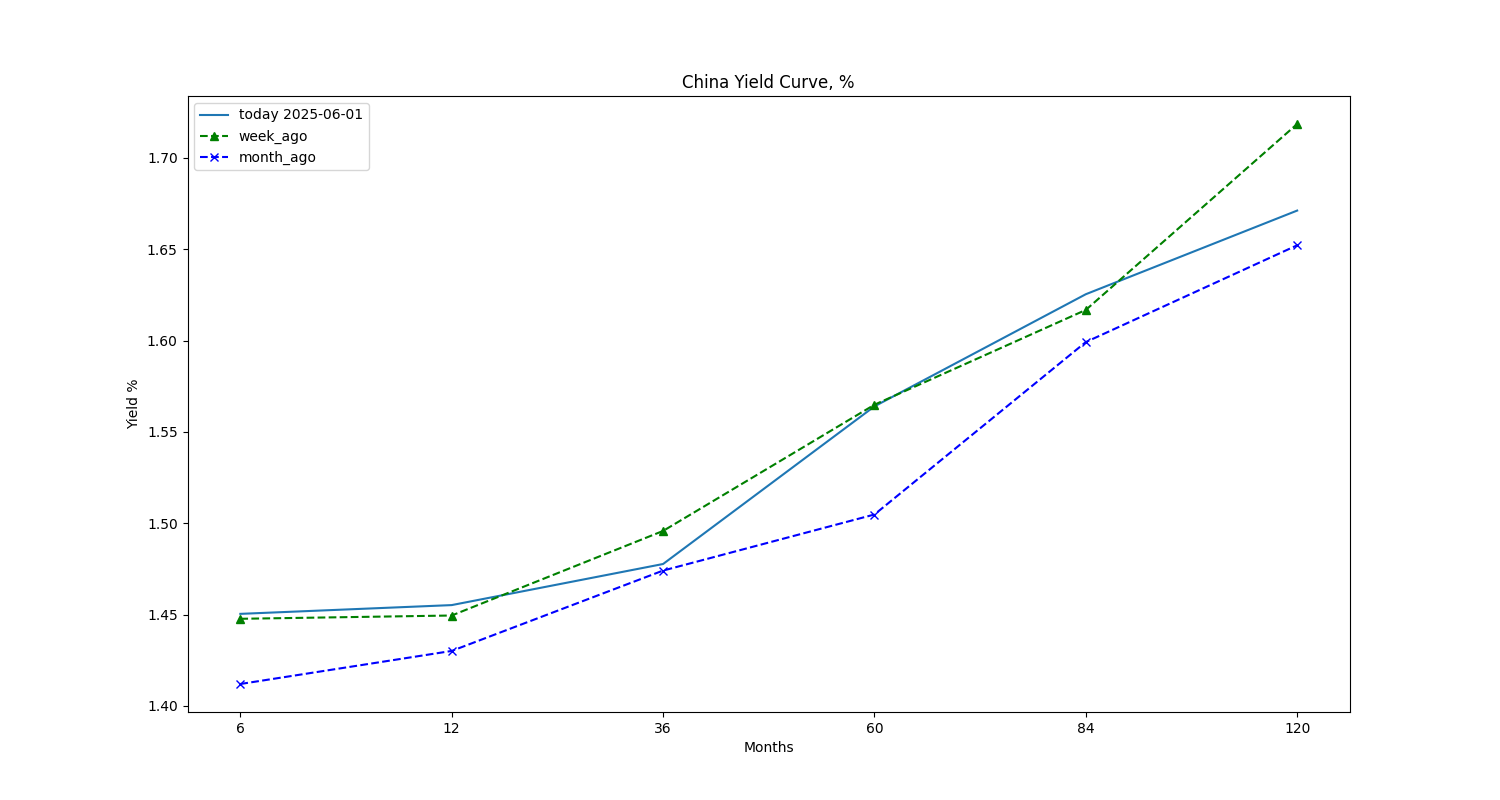 China Yield Curve, %
today 2025-06-01
week_ago
month_ago
1.70
1.65
1.60
1.55
1.50
1.45
1.40
Yield %
6 12 36 60 84 120
Months